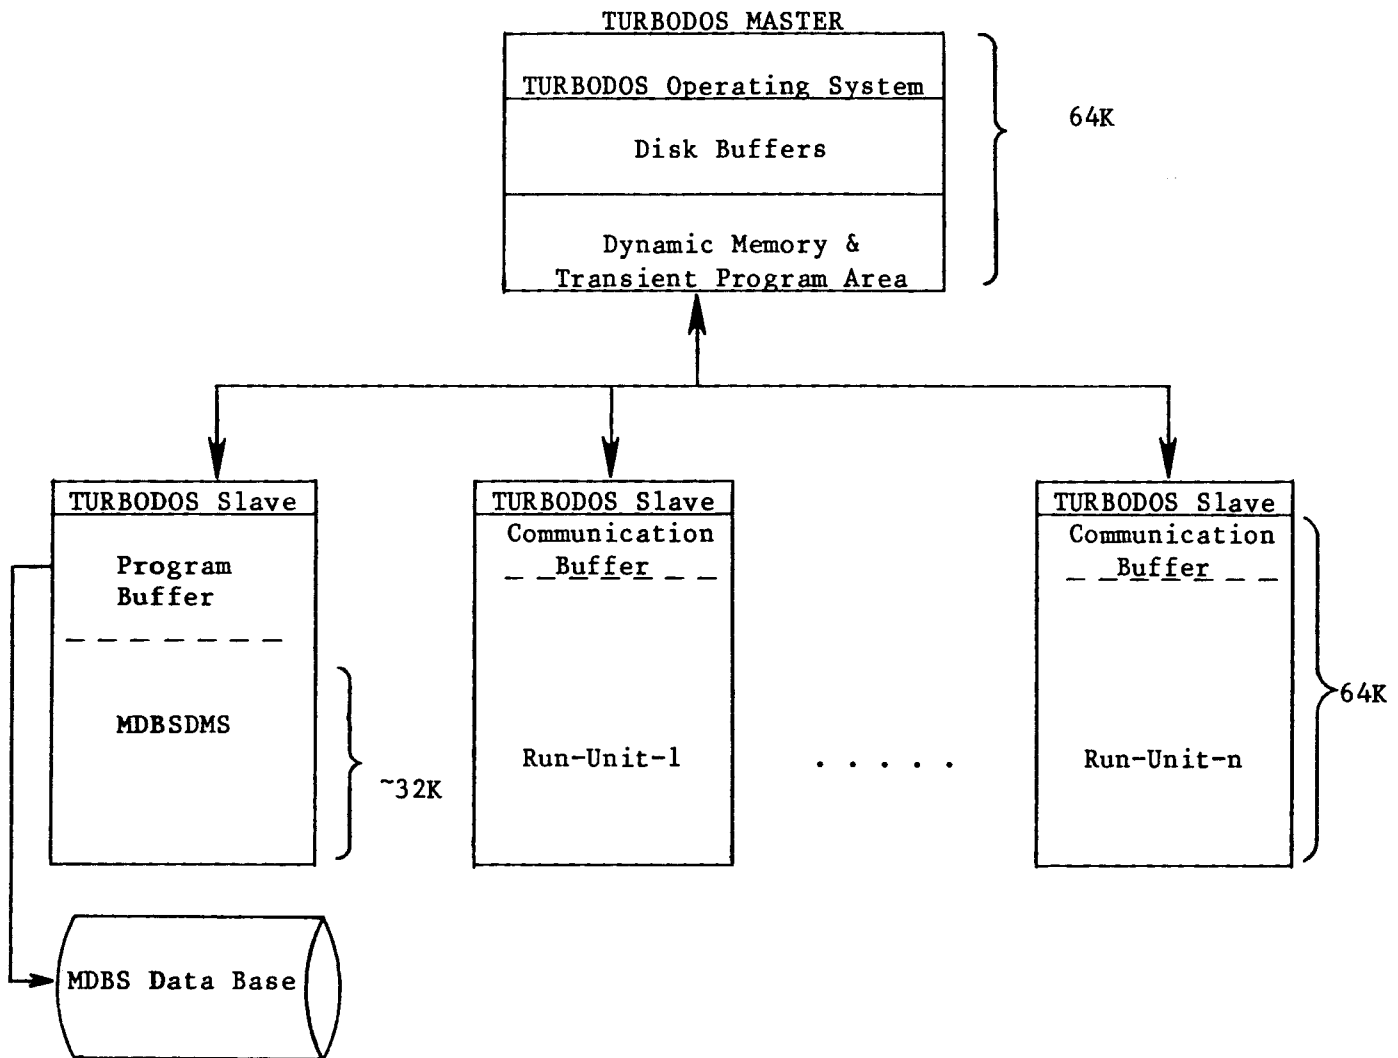 TURBODOS MASTER
TURBODOS Operating System
Disk Buffers
Dynamic Memory &
Transient Program Area
64K
TURBODOS Slave
Program
Buffer
MDBSDMS
~32K
MDBS Data Base
TURBODOS Slave
Communication
Buffer
Run-Unit-1
. . . . .
TURBODOS Slave
Communication
Buffer
Run-Unit-n
64K